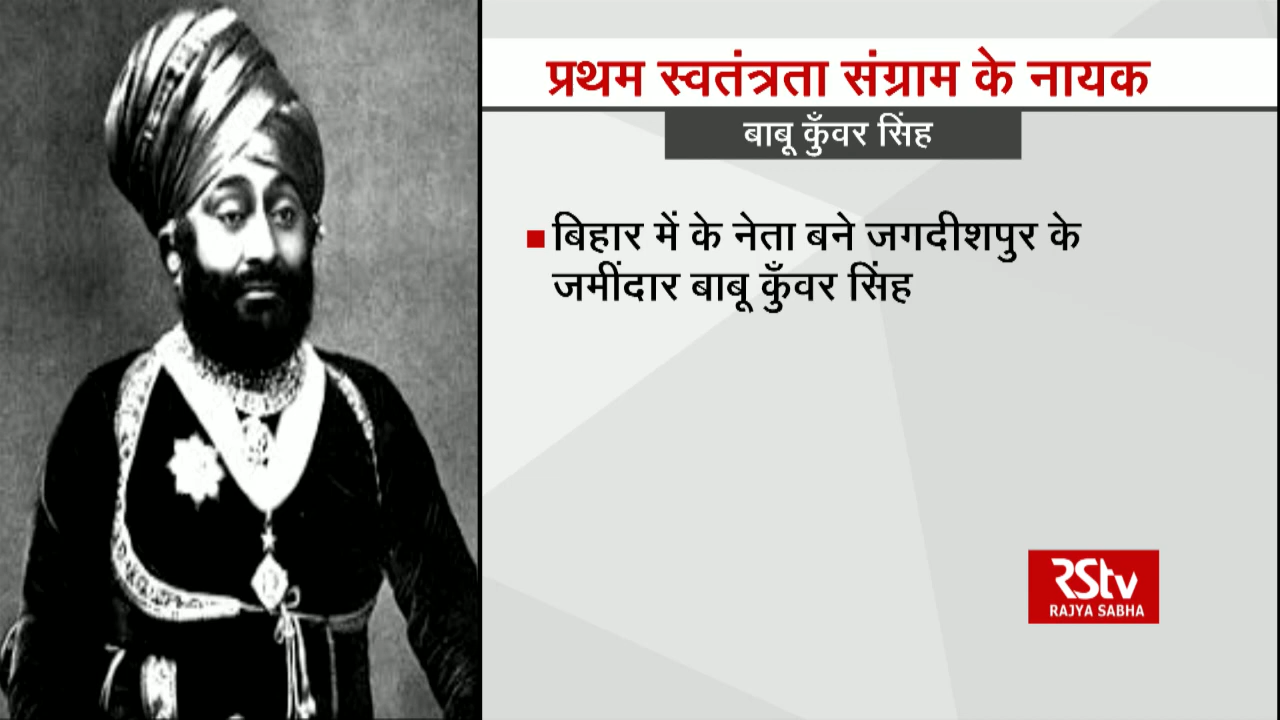 प्रथम स्वतंत्रता संग्राम के नायक
बाबू कुँवर सिंह
बिहार में के नेता बने जगदीशपुर के
जमींदार बाबू कुँवर सिंह
RStv
RAJYA SABHA